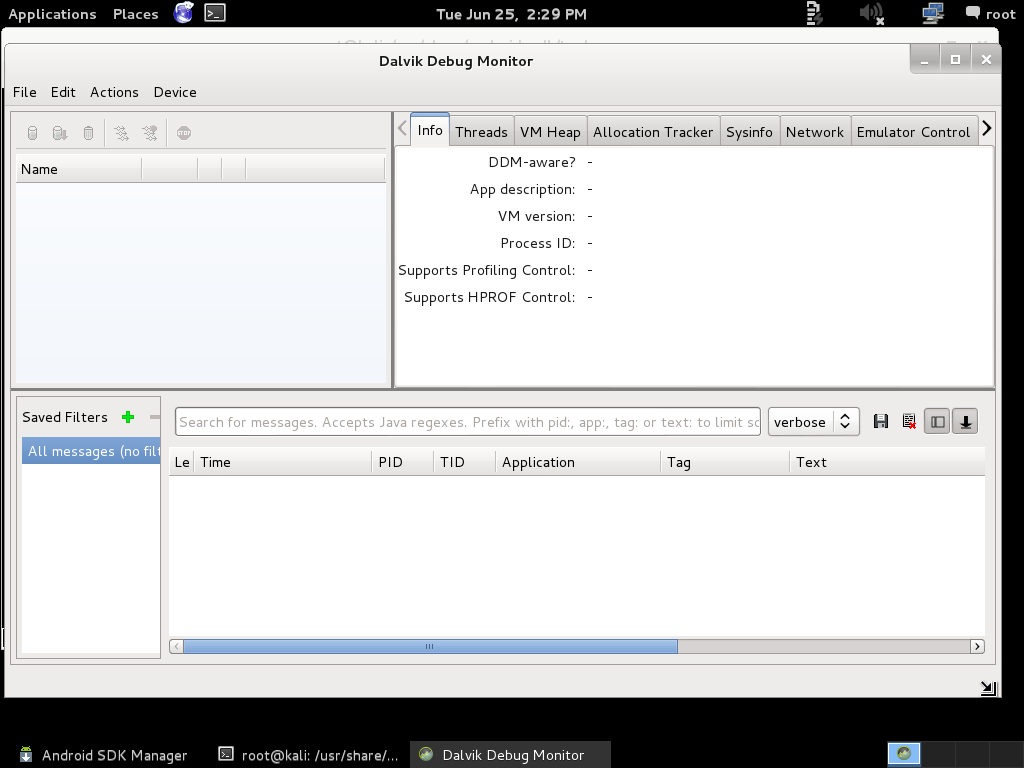 Applications Places Tue Jun 25, 2:29 PM root
Dalvik Debug Monitor
File Edit Actions Device
STOP
Name
Info Threads VM Heap Allocation Tracker Sysinfo Network Emulator Control
DDM-aware? -
App description: -
VM version: -
Process ID: -
Supports Profiling Control: -
Supports HPROF Control: -
Saved Filters
All messages (no filt
Search for messages. Accepts Java regexes. Prefix with pid:, app:, tag: or text: to limit sc
verbose
Le Time PID TID Application Tag Text
Android SDK Manager root@kali: /usr/share/... Dalvik Debug Monitor